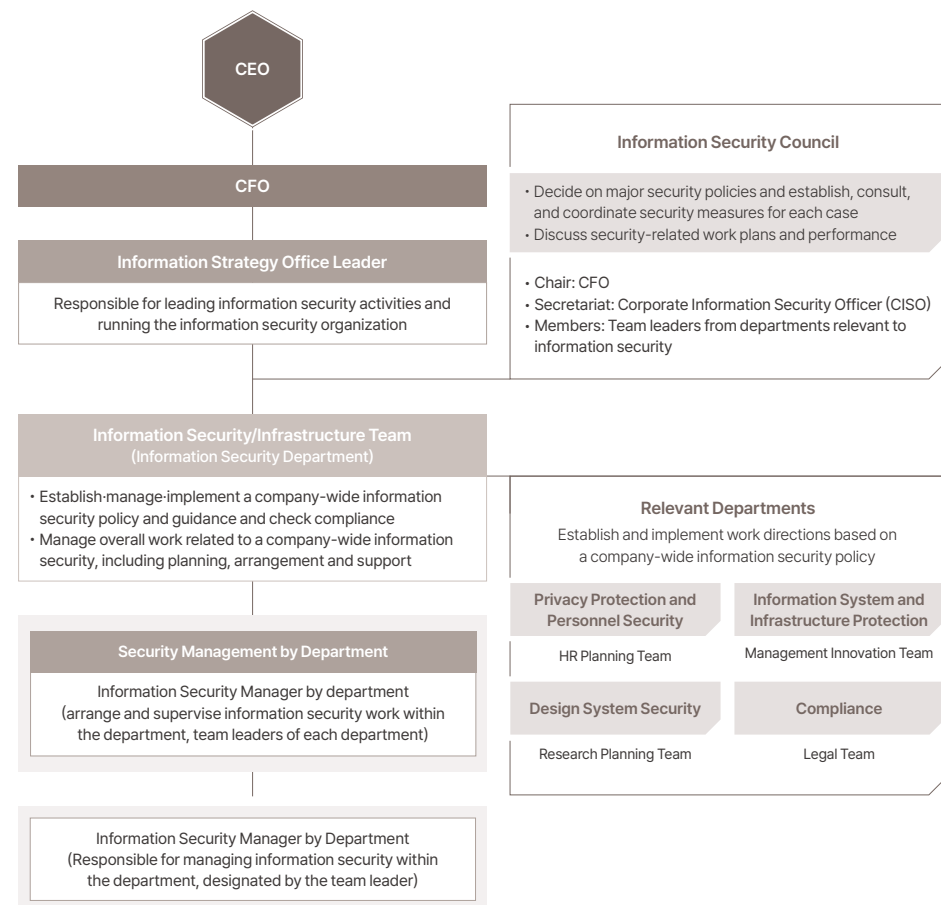 CEO
CFO
Information Strategy Office Leader
Responsible for leading information security activities and
running the information security organization
Information Security Council
• Decide on major security policies and establish, consult,
and coordinate security measures for each case
• Discuss security-related work plans and performance
• Chair: CFO
• Secretariat: Corporate Information Security Officer (CISO)
• Members: Team leaders from departments relevant to
information security
Information Security/Infrastructure Team
(Information Security Department)
• Establish·manage·implement a company-wide information
security policy and guidance and check compliance
• Manage overall work related to a company-wide information
security, including planning, arrangement and support
Relevant Departments
Establish and implement work directions based on
a company-wide information security policy
Privacy Protection and
Personnel Security
HR Planning Team
Information System and
Infrastructure Protection
Management Innovation Team
Design System Security
Research Planning Team
Compliance
Legal Team
Security Management by Department
Information Security Manager by department
(arrange and supervise information security work within
the department, team leaders of each department)
Information Security Manager by Department
(Responsible for managing information security within
the department, designated by the team leader)